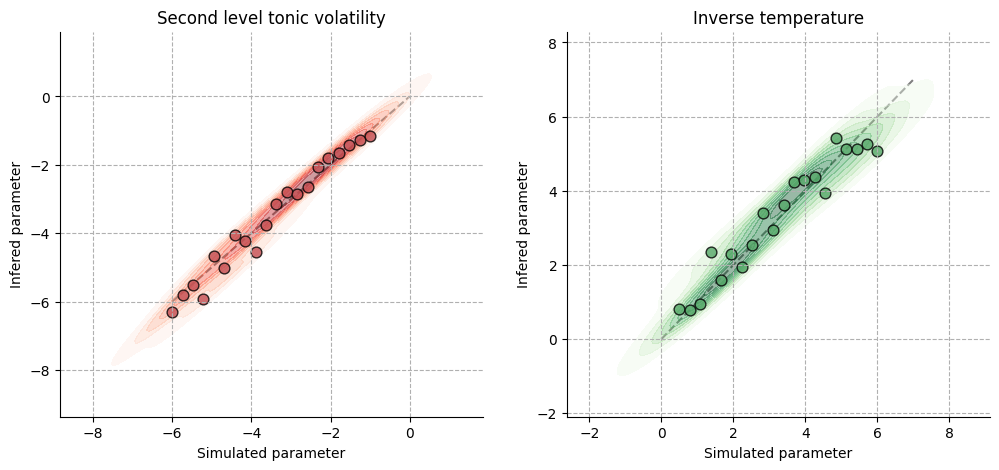 Second level tonic volatility
0
−2
−4
−6
−8
Infered parameter
−8 −6 −4 −2 0
Simulated parameter
Inverse temperature
8
6
4
2
0
−2
Infered parameter
−2 0 2 4 6 8
Simulated parameter